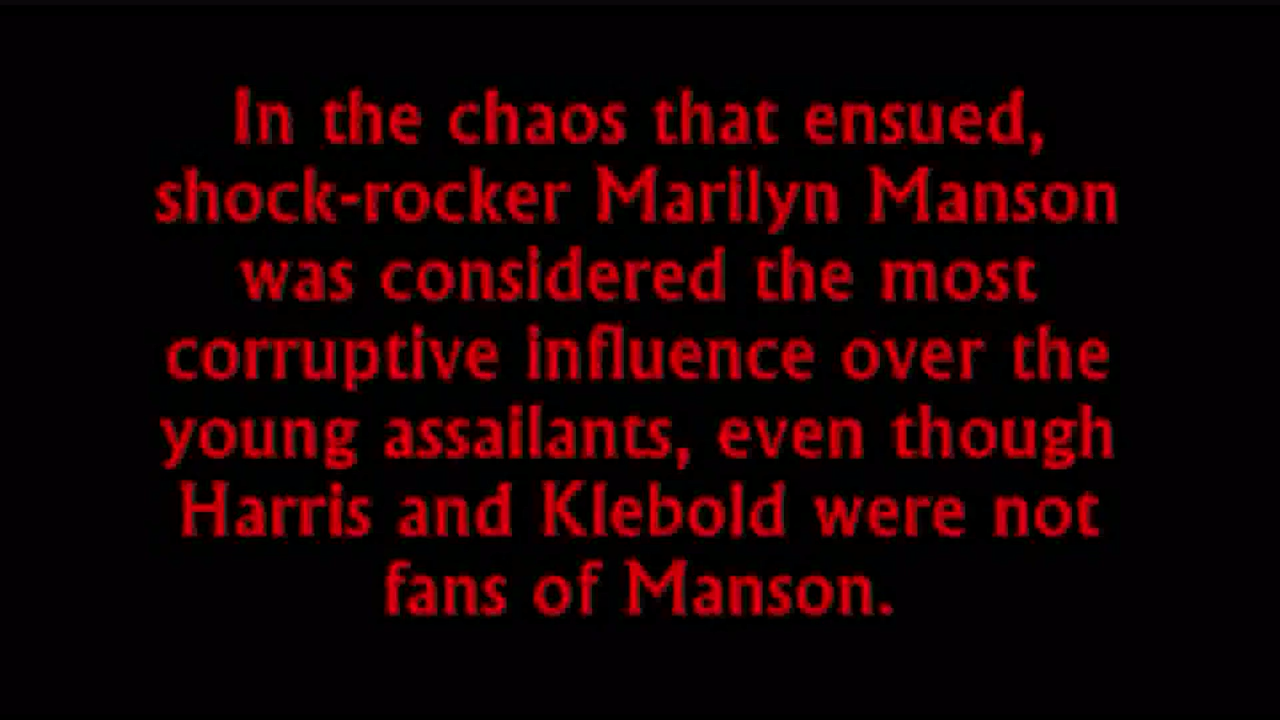 In the chaos that ensued,
shock-rocker Marilyn Manson
was considered the most
corruptive influence over the
young assailants, even though
Harris and Klebold were not
fans of Manson.